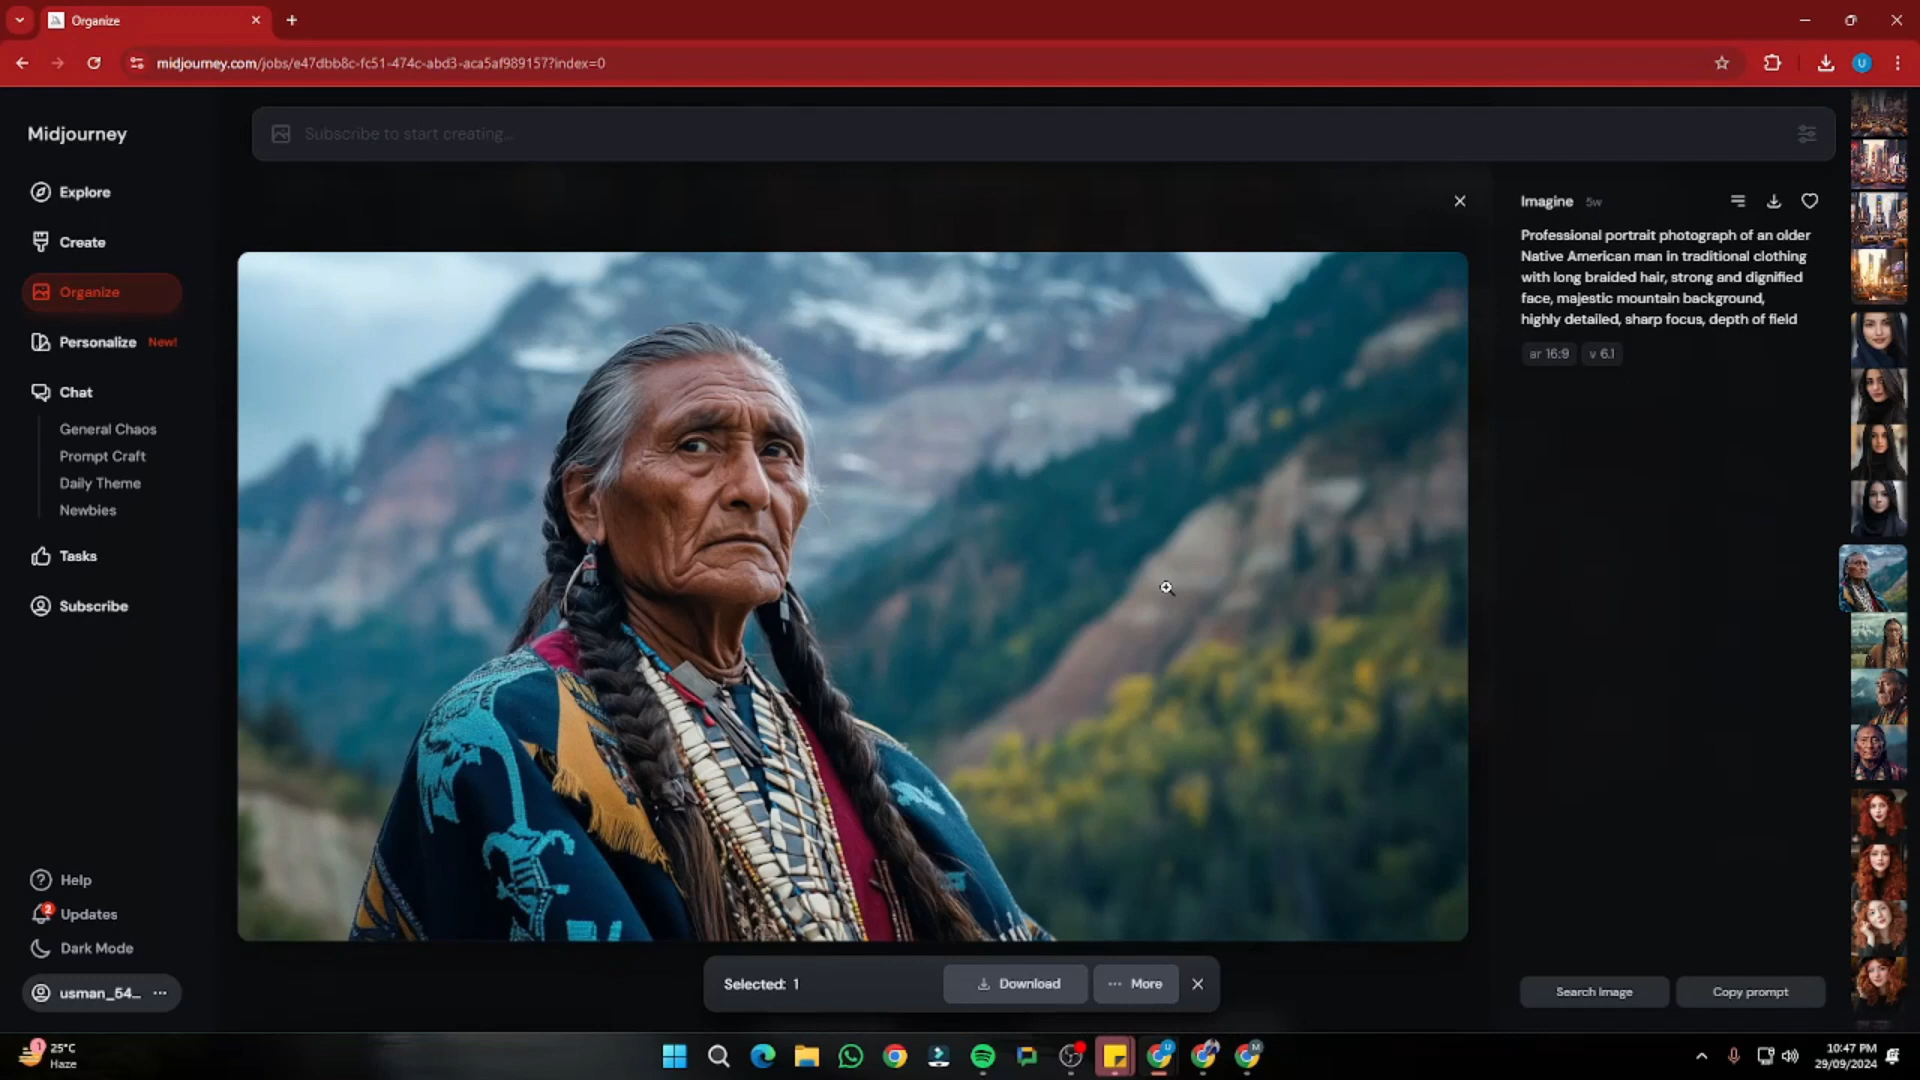 Organize
midjourney.com/jobs/e47dbb8c-fc51-474c-abd3-aca5af989157?index=0
U
Midjourney
Subscribe to start creating...
Explore
Create
Organize
Personalize New!
Chat
General Chaos
Prompt Craft
Daily Theme
Newbies
Tasks
Subscribe
Imagine 5w
Professional portrait photograph of an older
Native American man in traditional clothing
with long braided hair, strong and dignified
face, majestic mountain background,
highly detailed, sharp focus, depth of field
ar 16:9 v 6.1
Help
2
Updates
Dark Mode
usman_54...
Selected: 1
Download
More
Search Image
Copy prompt
1
25°C
Haze
U
M
10:47 PM
29/09/2024